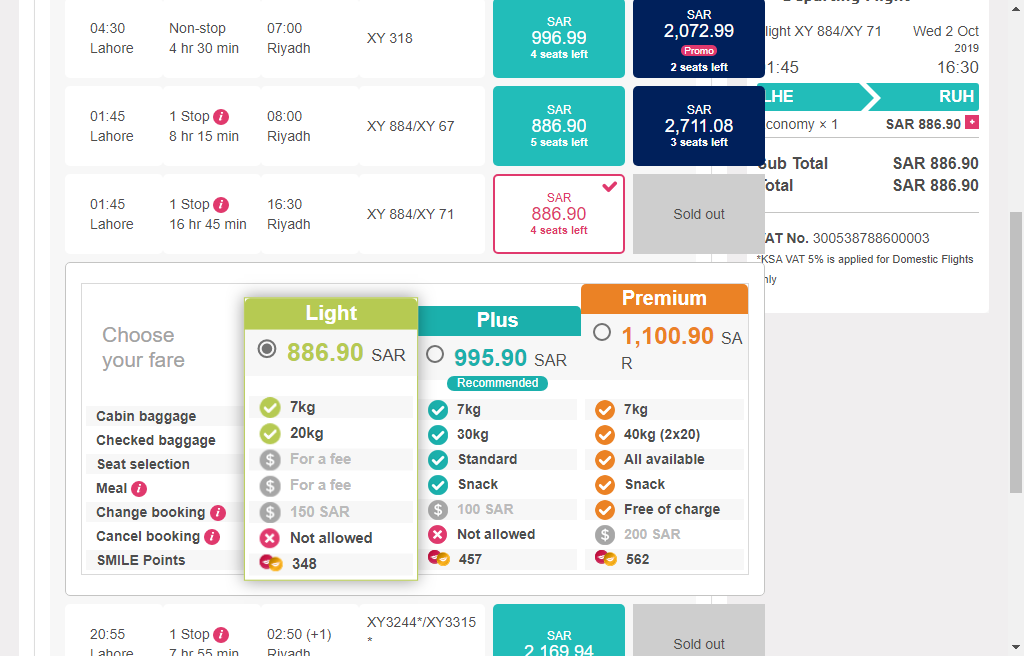 Departing Flight
04:30 Non-stop 07:00
Lahore 4 hr 30 min Riyadh
XY 318
SAR
996.99
4 seats left
SAR
2,072.99
Promo
2 seats left
light XY 884/XY 71 Wed 2 Oct
2019
1:45 16:30
LHE RUH
conomy × 1 SAR 886.90 +
01:45 1 Stop i 08:00
Lahore 8 hr 15 min Riyadh
XY 884/XY 67
SAR
886.90
5 seats left
SAR
2,711.08
3 seats left
ub Total SAR 886.90
otal SAR 886.90
01:45 1 Stop i 16:30
Lahore 16 hr 45 min Riyadh
XY 884/XY 71
SAR
886.90
4 seats left
Sold out
AT No. 300538788600003
*KSA VAT 5% is applied for Domestic Flights
nly
Choose
your fare
Light
886.90 SAR
Plus
995.90 SAR
Recommended
Premium
1,100.90 SA
R
Cabin baggage 7kg 7kg 7kg
Checked baggage 20kg 30kg 40kg (2x20)
Seat selection $ For a fee Standard All available
Meal i $ For a fee Snack Snack
Change booking i $ 150 SAR $ 100 SAR Free of charge
Cancel booking i Not allowed Not allowed $ 200 SAR
SMILE Points 348 457 562
20:55 1 Stop i 02:50 (+1)
Lahore 7 hr 55 min Riyadh
XY3244*/XY3315
*
SAR
2,169.94
Sold out